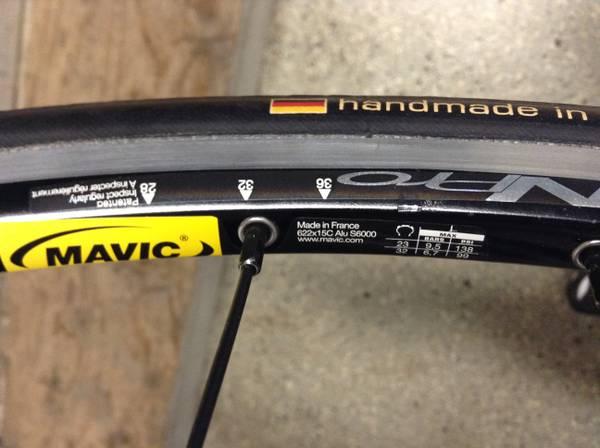 handmade in
NPro
28
32
36
Patented
Inspect regularly
A inspecter régulièrement
MAVIC®
Made in France
622x15C Alu S6000
www.mavic.com
MAX
BARS PSI
23 9,5 138
32 6,7 99